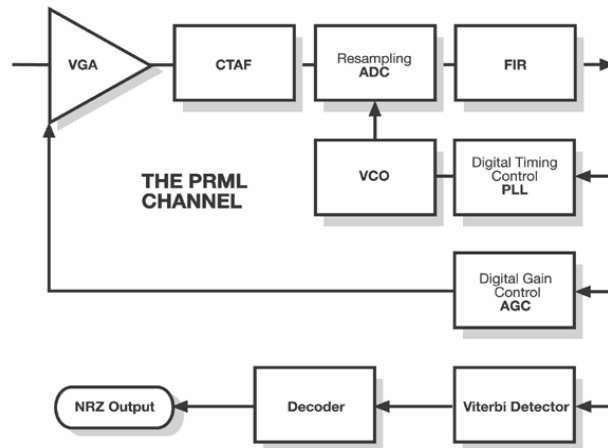 VGA
CTAF
Resampling
ADC
FIR
THE PRML
CHANNEL
VCO
Digital Timing
Control
PLL
Digital Gain
Control
AGC
NRZ Output
Decoder
Viterbi Detector